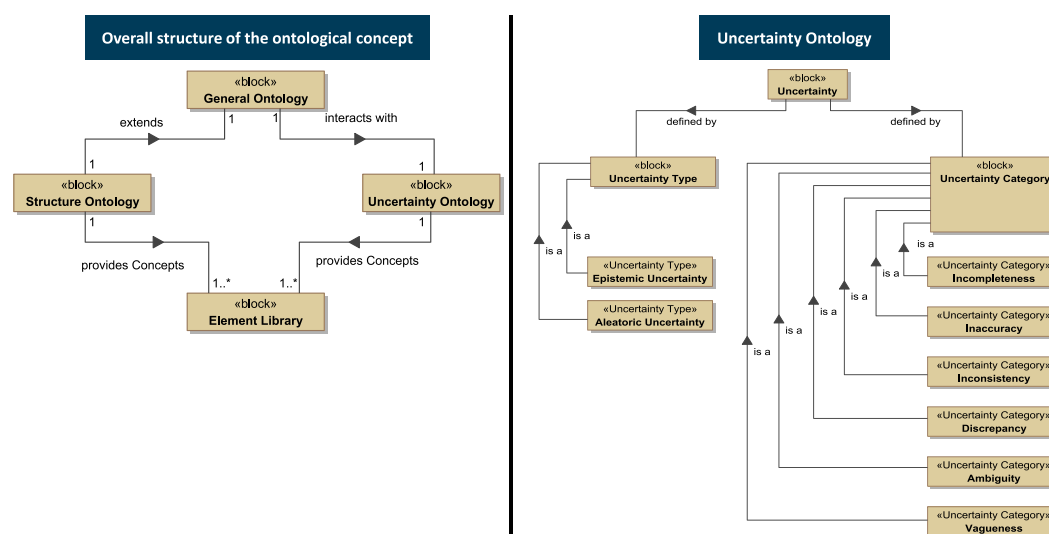 Overall structure of the ontological concept
«block»
General Ontology
1
1
extends
interacts with
1
1
«block»
Structure Ontology
1
«block»
Uncertainty Ontology
1
provides Concepts
provides Concepts
1..*
1..*
«block»
Element Library
Uncertainty Ontology
«block»
Uncertainty
defined by
defined by
«block»
Uncertainty Type
«block»
Uncertainty Category
is a
is a
«Uncertainty Type»
Epistemic Uncertainty
«Uncertainty Type»
Aleatoric Uncertainty
is a
is a
is a
is a
is a
is a
«Uncertainty Category»
Incompleteness
«Uncertainty Category»
Inaccuracy
«Uncertainty Category»
Inconsistency
«Uncertainty Category»
Discrepancy
«Uncertainty Category»
Ambiguity
«Uncertainty Category»
Vagueness